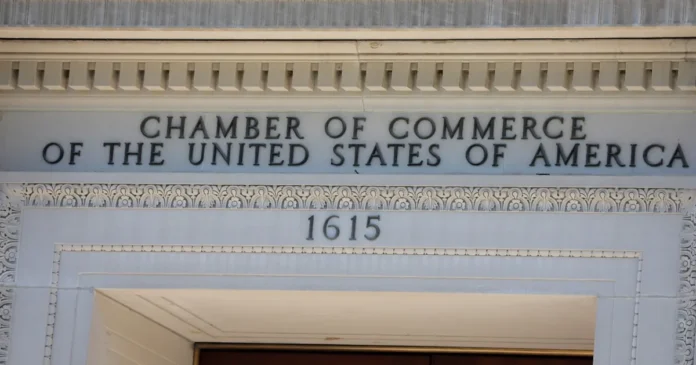 CHAMBER OF COMMERCE
OF THE UNITED STATES OF AMERICA
1615